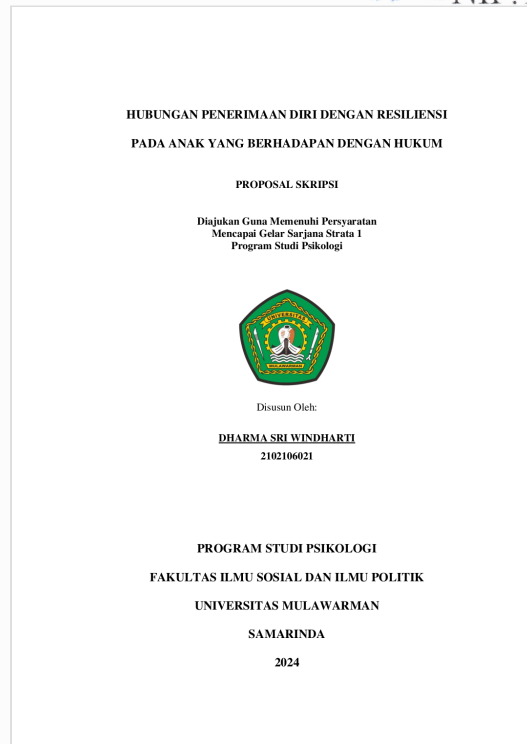 HUBUNGAN PENERIMAAN DIRI DENGAN RESILIENSI
PADA ANAK YANG BERHADAPAN DENGAN HUKUM
PROPOSAL SKRIPSI
Diajukan Guna Memenuhi Persyaratan
Mencapai Gelar Sarjana Strata 1
Program Studi Psikologi
UNIVERSITAS
MULAWARMAN
Disusun Oleh:
DHARMA SRI WINDHARTI
2102106021
PROGRAM STUDI PSIKOLOGI
FAKULTAS ILMU SOSIAL DAN ILMU POLITIK
UNIVERSITAS MULAWARMAN
SAMARINDA
2024